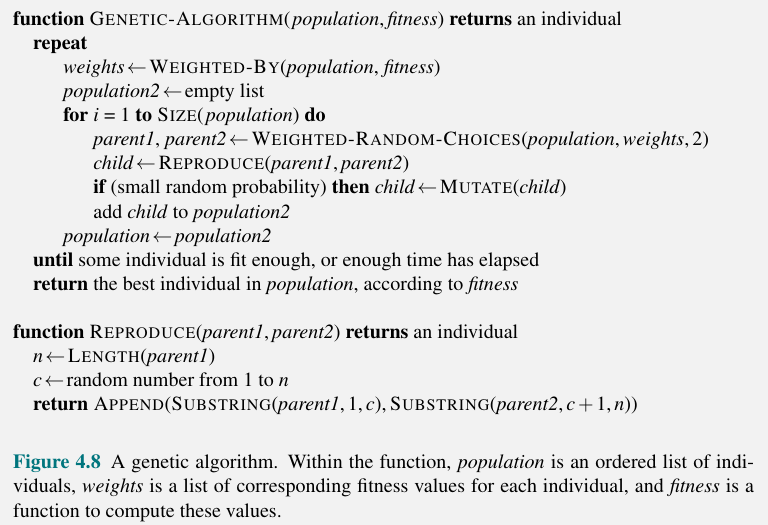 function GENETIC-ALGORITHM(population, fitness) returns an individual
repeat
weights ← WEIGHTED-BY(population, fitness)
population2 ← empty list
for i = 1 to SIZE(population) do
parent1, parent2 ← WEIGHTED-RANDOM-CHOICES(population, weights, 2)
child ← REPRODUCE(parent1, parent2)
if (small random probability) then child ← MUTATE(child)
add child to population2
population ← population2
until some individual is fit enough, or enough time has elapsed
return the best individual in population, according to fitness
function REPRODUCE(parent1, parent2) returns an individual
n ← LENGTH(parent1)
c ← random number from 1 to n
return APPEND(SUBSTRING(parent1, 1, c), SUBSTRING(parent2, c + 1, n))
Figure 4.8 A genetic algorithm. Within the function, population is an ordered list of indi-
viduals, weights is a list of corresponding fitness values for each individual, and fitness is a
function to compute these values.